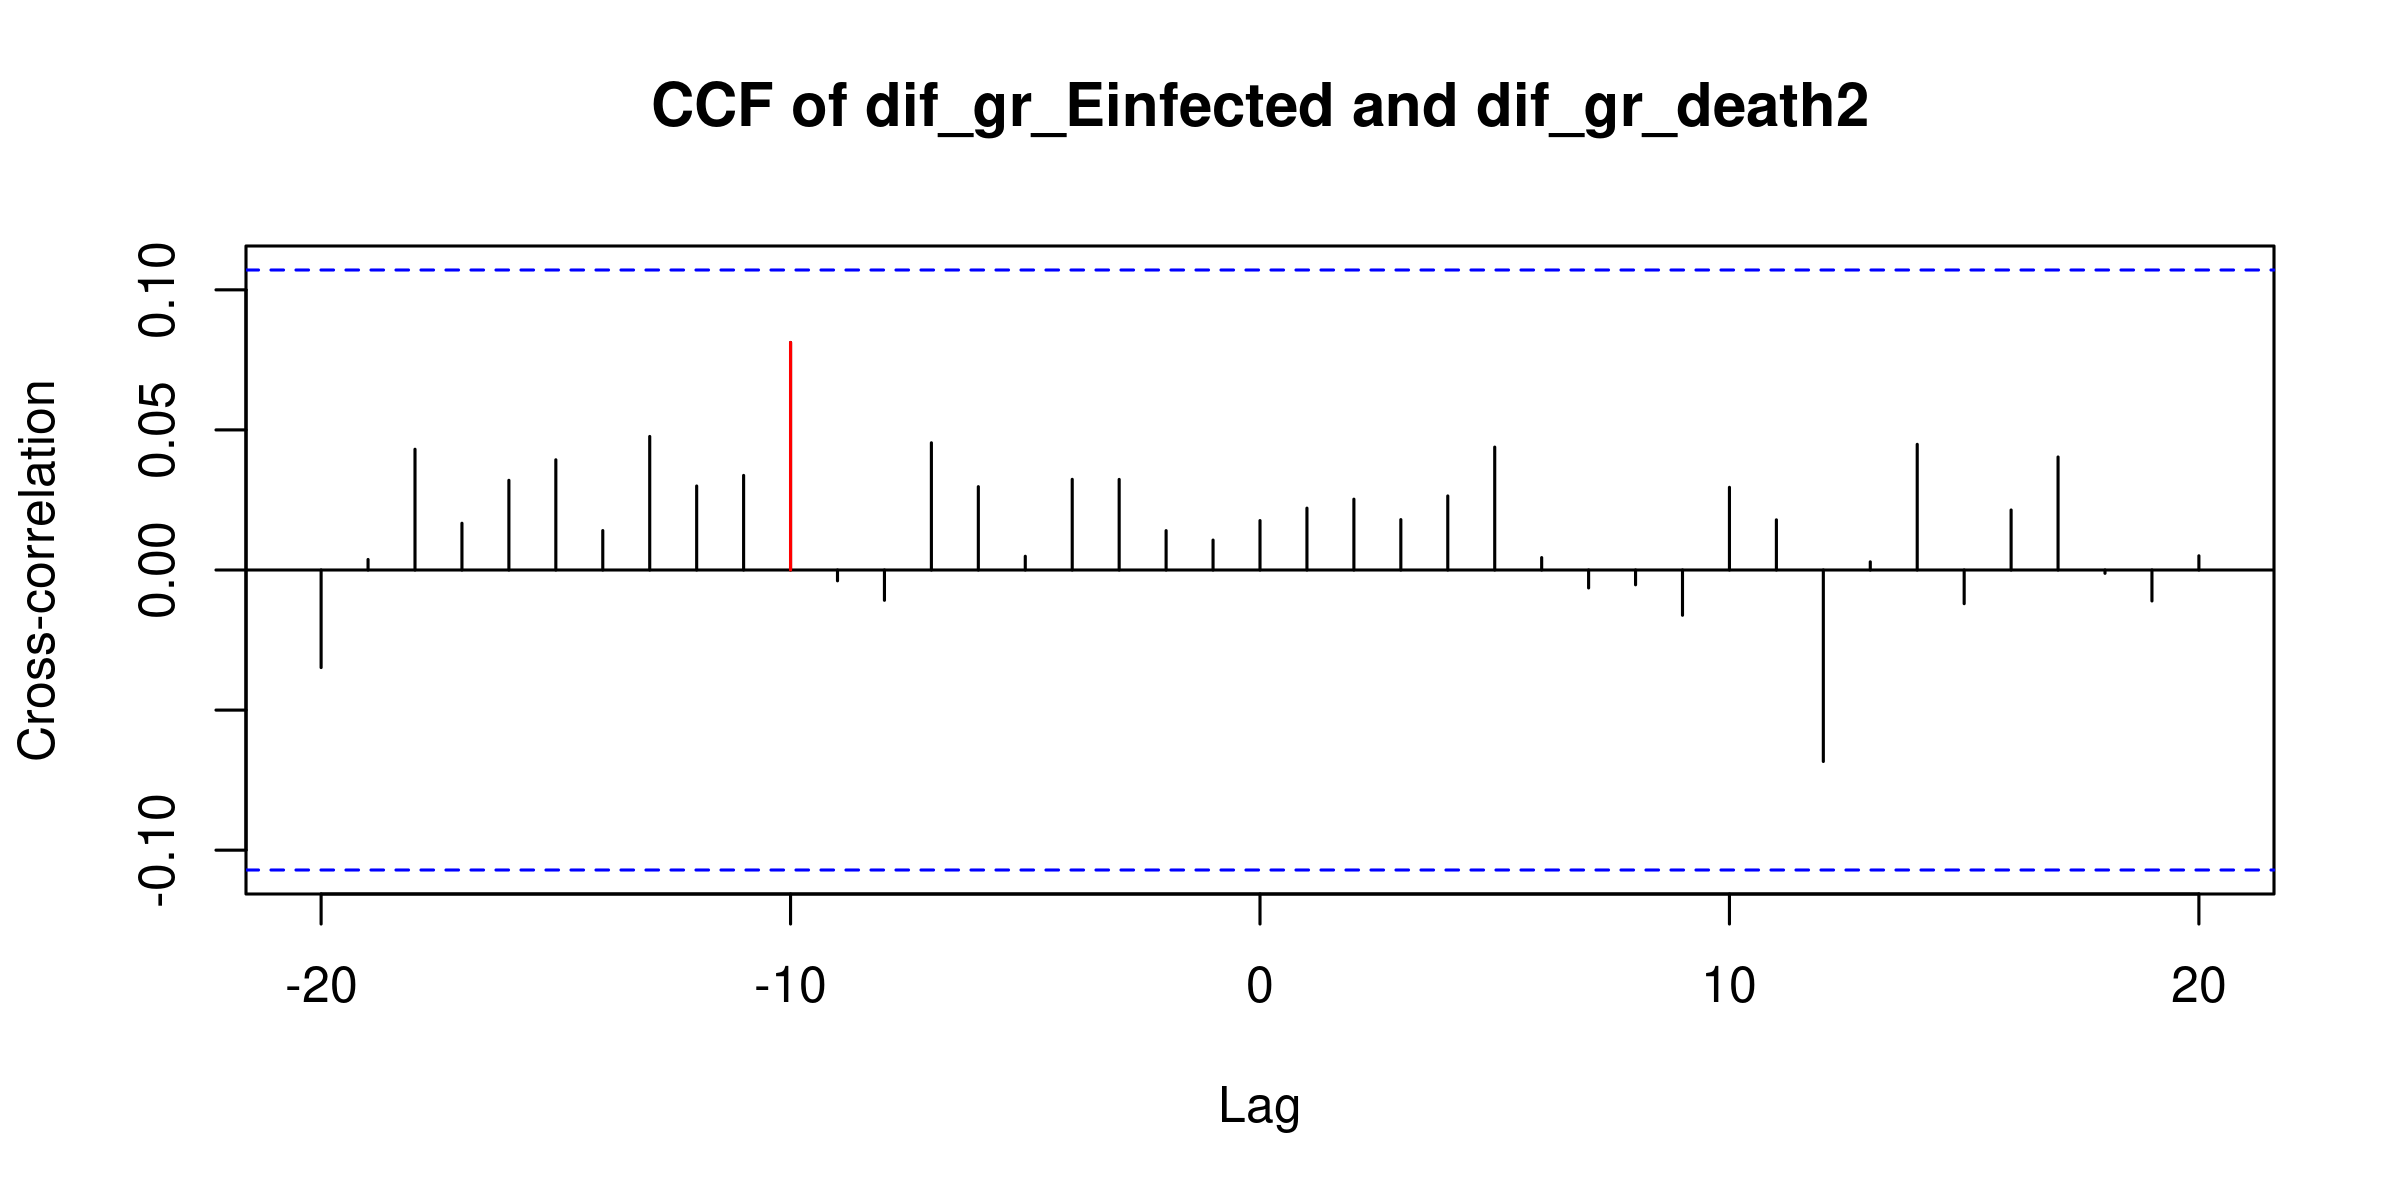 CCF of dif_gr_Einfected and dif_gr_death2
Cross-correlation
0.10
0.05
0.00
-0.10
-20 -10 0 10 20
Lag